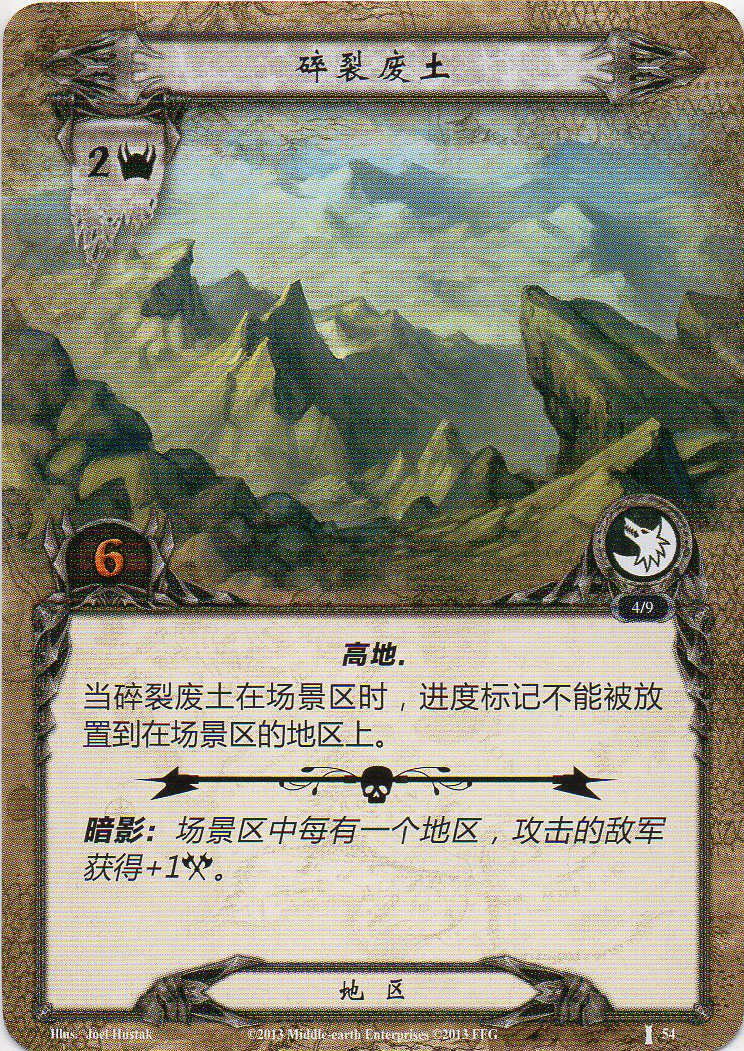 碎裂废土
2
6
4/9
高地.
当碎裂废土在场景区时，进度标记不能被放
置到在场景区的地区上。
暗影：场景区中每有一个地区，攻击的敌军
获得+1。
地区
Illus. Joel Hustak
©2013 Middle-earth Enterprises ©2013 FFG
54